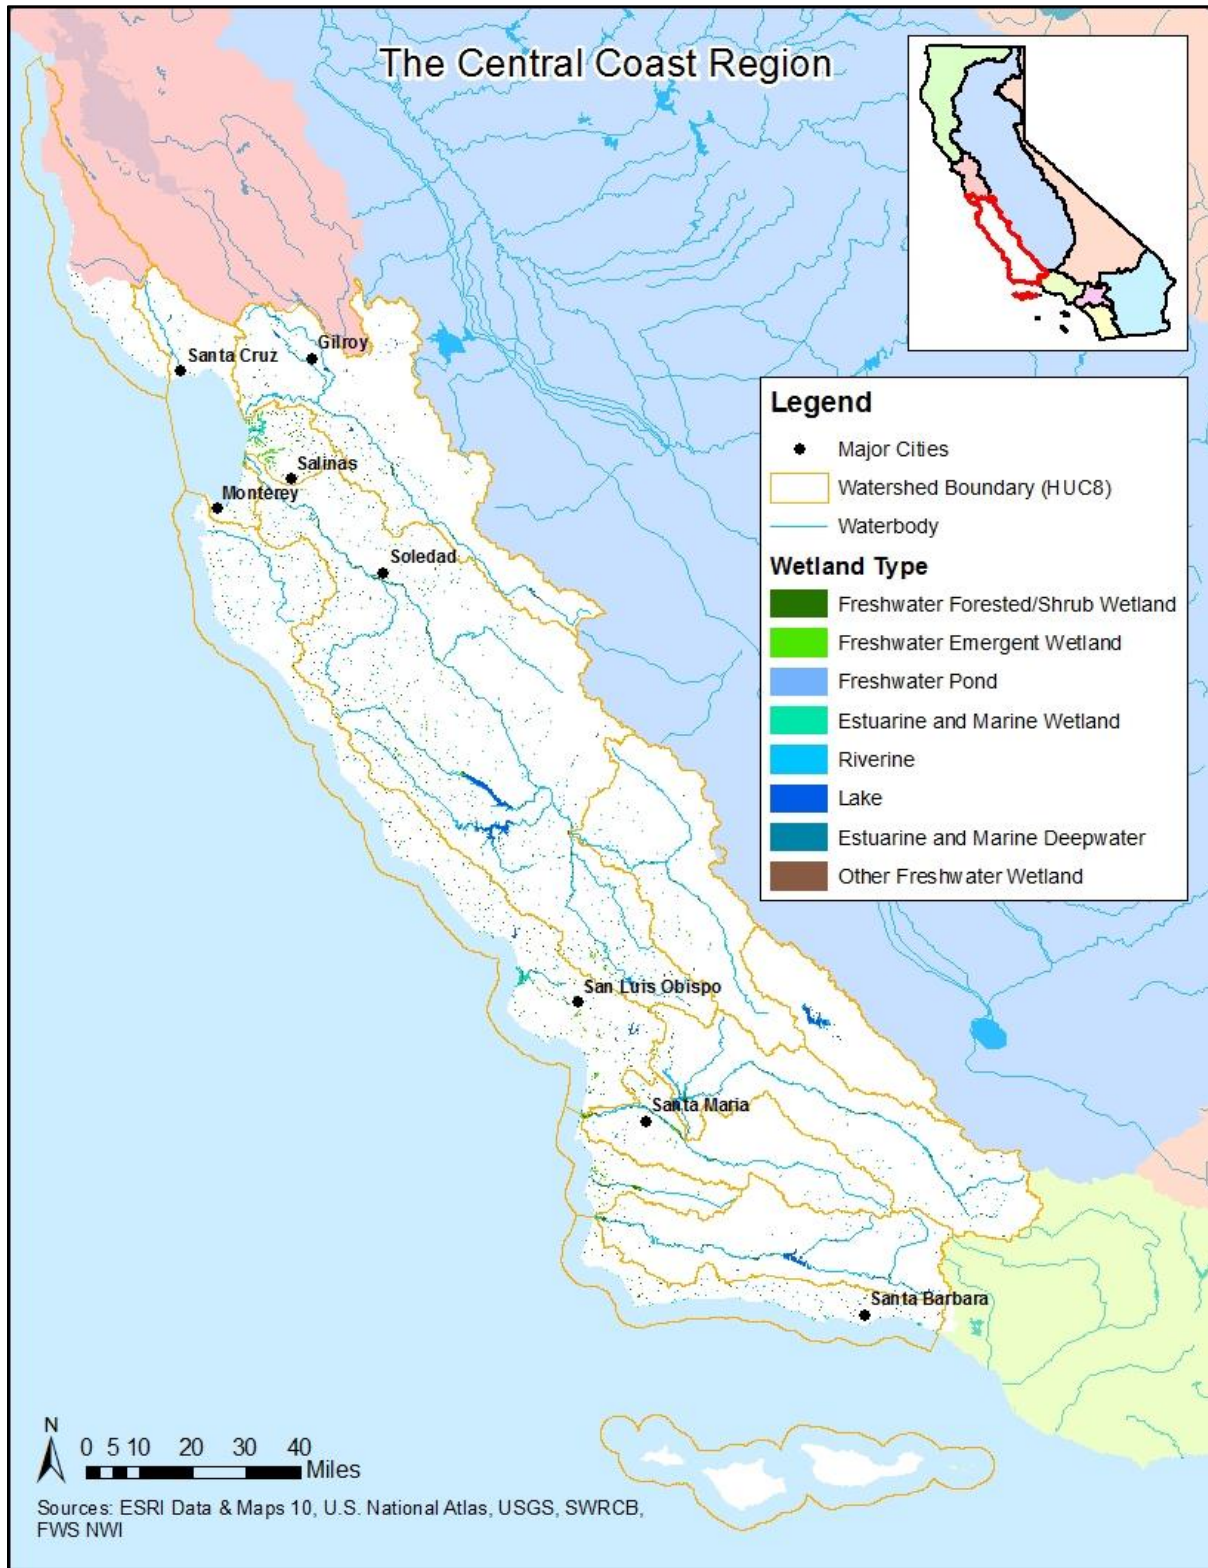 The Central Coast Region
Gilroy
Santa Cruz
Salinas
Monterey
Soledad
San Luis Obispo
Santa Maria
Santa Barbara
Legend
Major Cities
Watershed Boundary (HUC8)
Waterbody
Wetland Type
Freshwater Forested/Shrub Wetland
Freshwater Emergent Wetland
Freshwater Pond
Estuarine and Marine Wetland
Riverine
Lake
Estuarine and Marine Deepwater
Other Freshwater Wetland
N
0 5 10 20 30 40
Miles
Sources: ESRI Data & Maps 10, U.S. National Atlas, USGS, SWRCB,
FWS NWI